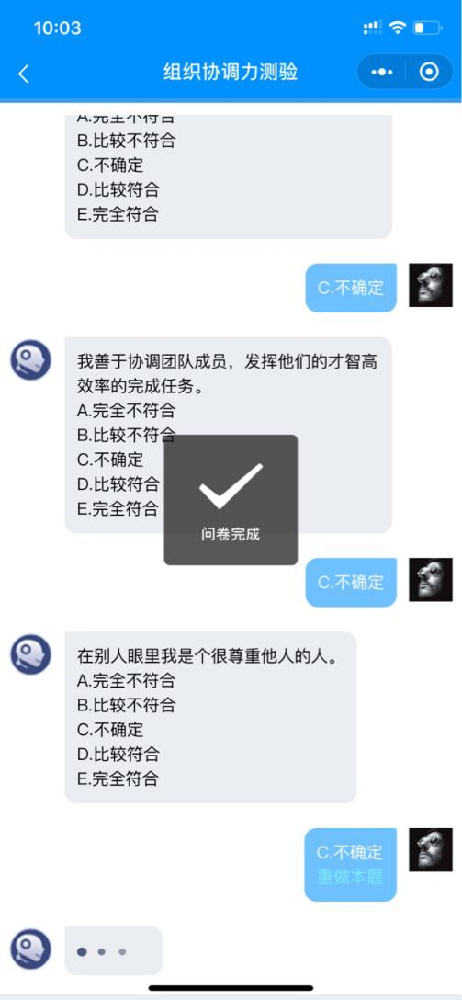 10:03
组织协调力测验
A.完全不符合
B.比较不符合
C.不确定
D.比较符合
E.完全符合
C.不确定
我善于协调团队成员，发挥他们的才智高
效率的完成任务。
A.完全不符合
B.比较不符合
C.不确定
D.比较符合
E.完全符合
问卷完成
C.不确定
在别人眼里我是个很尊重他人的人。
A.完全不符合
B.比较不符合
C.不确定
D.比较符合
E.完全符合
C.不确定
重做本题